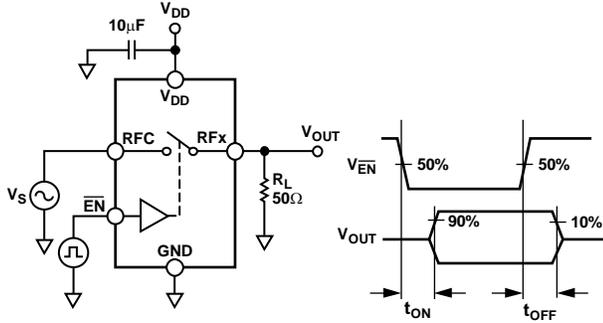 VDD
10µF
VDD
RFC
RFx
VOUT
VS
EN
RL
50Ω
GND
VEN
50%
50%
VOUT
90%
10%
tON
tOFF